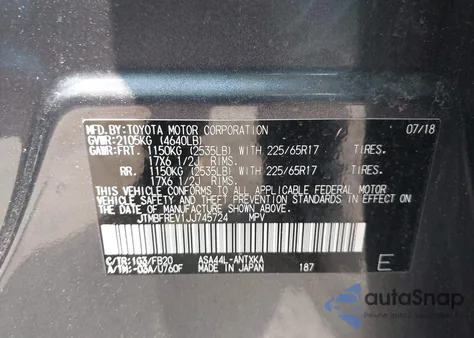 MFD.BY:TOYOTA MOTOR CORPORATION 07/18
GVWR:2105KG (4640LB)
GAWR:FRT. 1150KG (2535LB) WITH 225/65R17 TIRES.
17X6 1/2J RIMS.
RR. 1150KG (2535LB) WITH 225/65R17 TIRES.
17X6 1/2J RIMS.
THIS VEHICLE CONFORMS TO ALL APPLICABLE FEDERAL MOTOR
VEHICLE SAFETY AND
STANDARDS IN EFFECT ON THE DATE OF MANUFACTURE SHOWN ABOVE.
JTMBFREV1JJ745724 MPV
C/TR:1G3/FB20 ASA44L-ANTXKA
A/TM:-03A/U760F MADE IN JAPAN 187 E
autoSnap